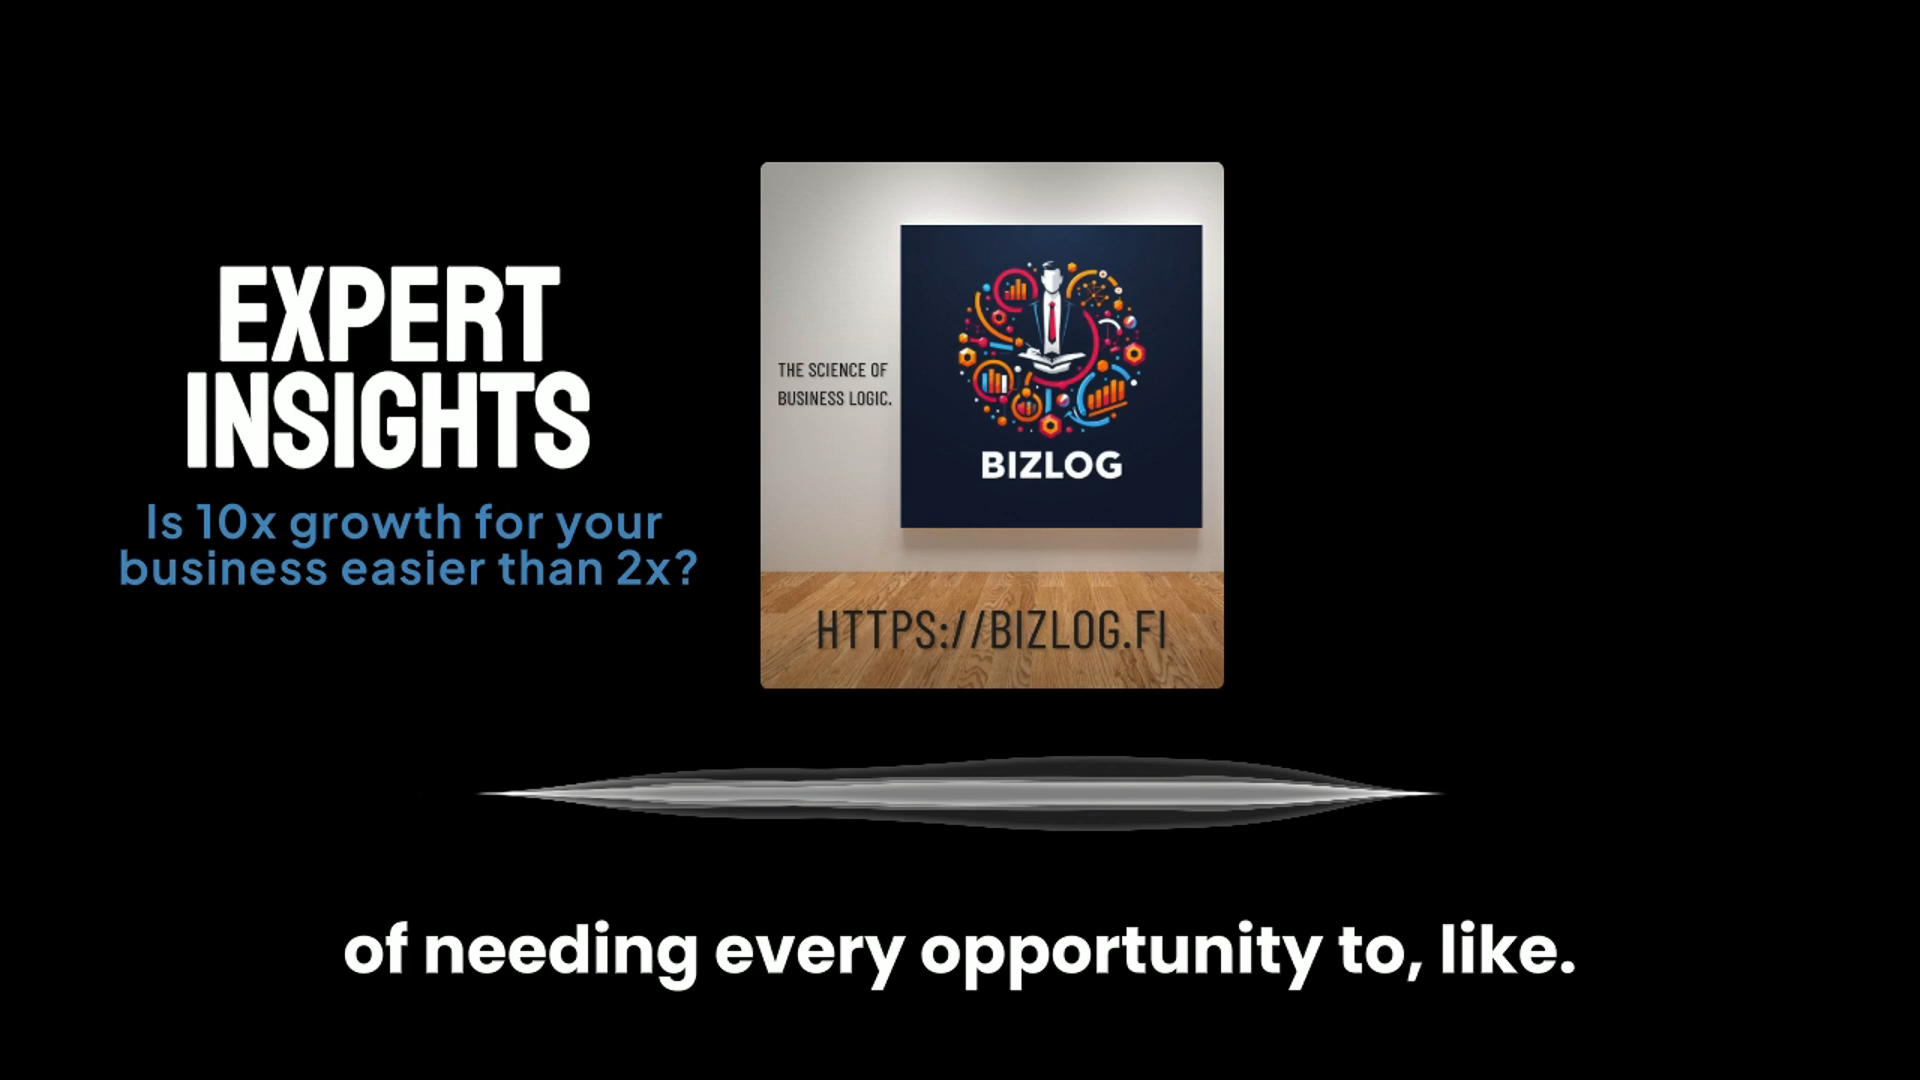 EXPERT
INSIGHTS
Is 10x growth for your
business easier than 2x?
THE SCIENCE OF
BUSINESS LOGIC.
BIZLOG
HTTPS://BIZLOG.FI
of needing every opportunity to, like.